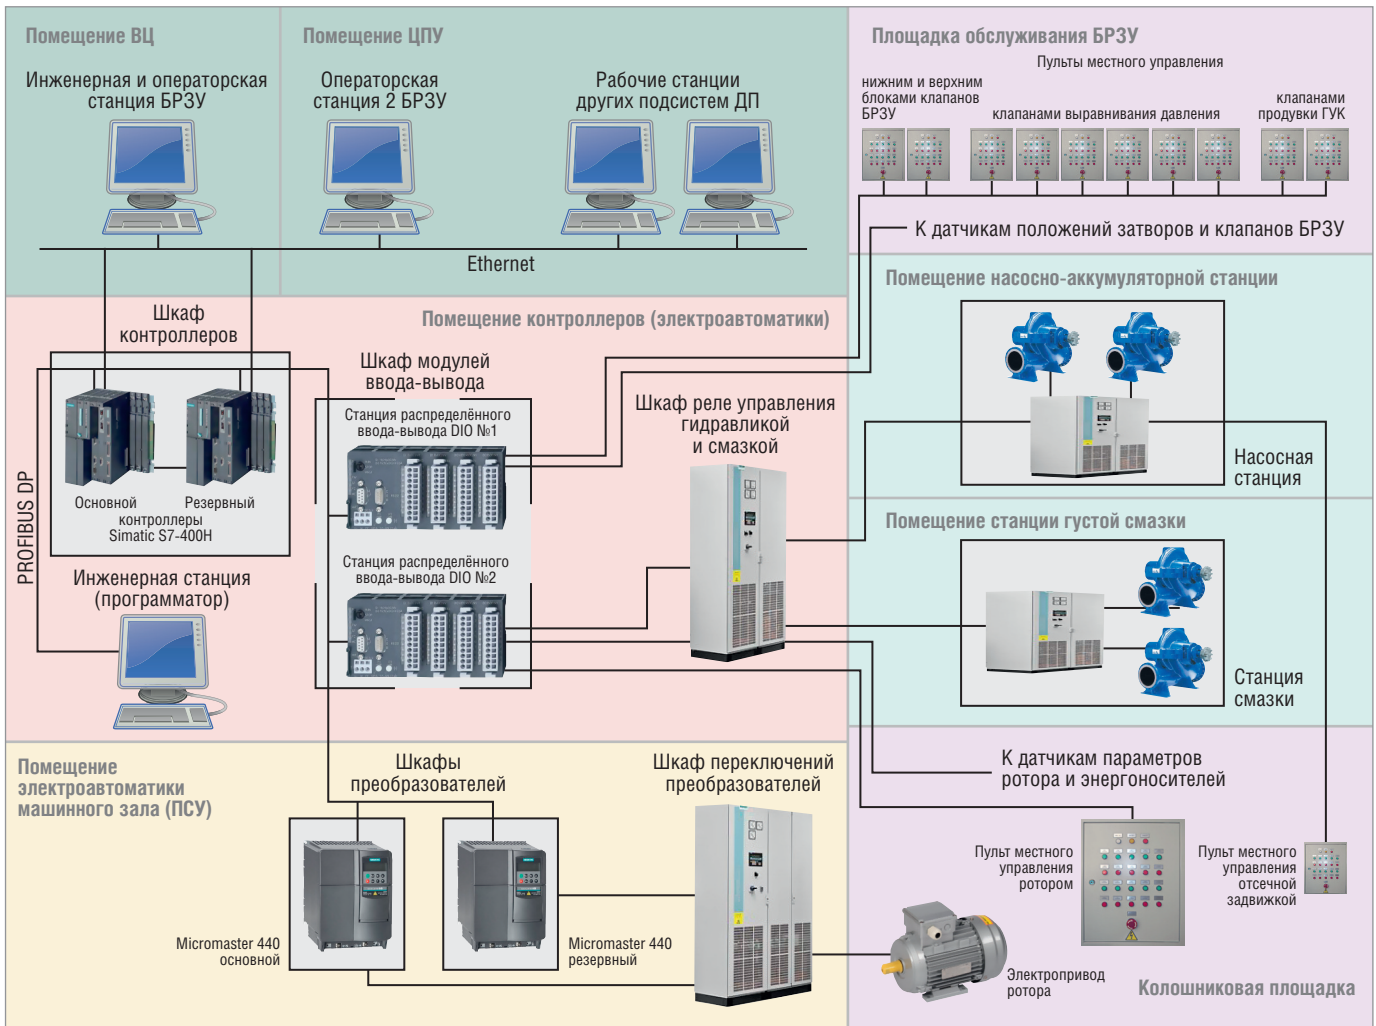 Помещение ВЦ
Инженерная и операторская
станция БРЗУ
Помещение ЦПУ
Операторская
станция 2 БРЗУ
Рабочие станции
других подсистем ДП
Ethernet
Площадка обслуживания БРЗУ
Пульты местного управления
нижним и верхним
блоками клапанов
БРЗУ
клапанами выравнивания давления
клапанами
продувки ГУК
К датчикам положений затворов и клапанов БРЗУ
Помещение насосно-аккумуляторной станции
Насосная
станция
Помещение контроллеров (электроавтоматики)
Шкаф
контроллеров
Основной
Резервный
контроллеры
Simatic S7-400H
PROFIBUS DP
Инженерная станция
(программатор)
Шкаф модулей
ввода-вывода
Станция распределённого
ввода-вывода DIO №1
Станция распределённого
ввода-вывода DIO №2
Шкаф реле управления
гидравликой
и смазкой
Помещение станции густой смазки
Станция
смазки
Помещение
электроавтоматики
машинного зала (ПСУ)
Шкафы
преобразователей
Micromaster 440
основной
Micromaster 440
резервный
Шкаф переключений
преобразователей
К датчикам параметров
ротора и энергоносителей
Пульт местного
управления
ротором
Пульт местного
управления
отсечной
задвижкой
Электропривод
ротора
Колошниковая площадка